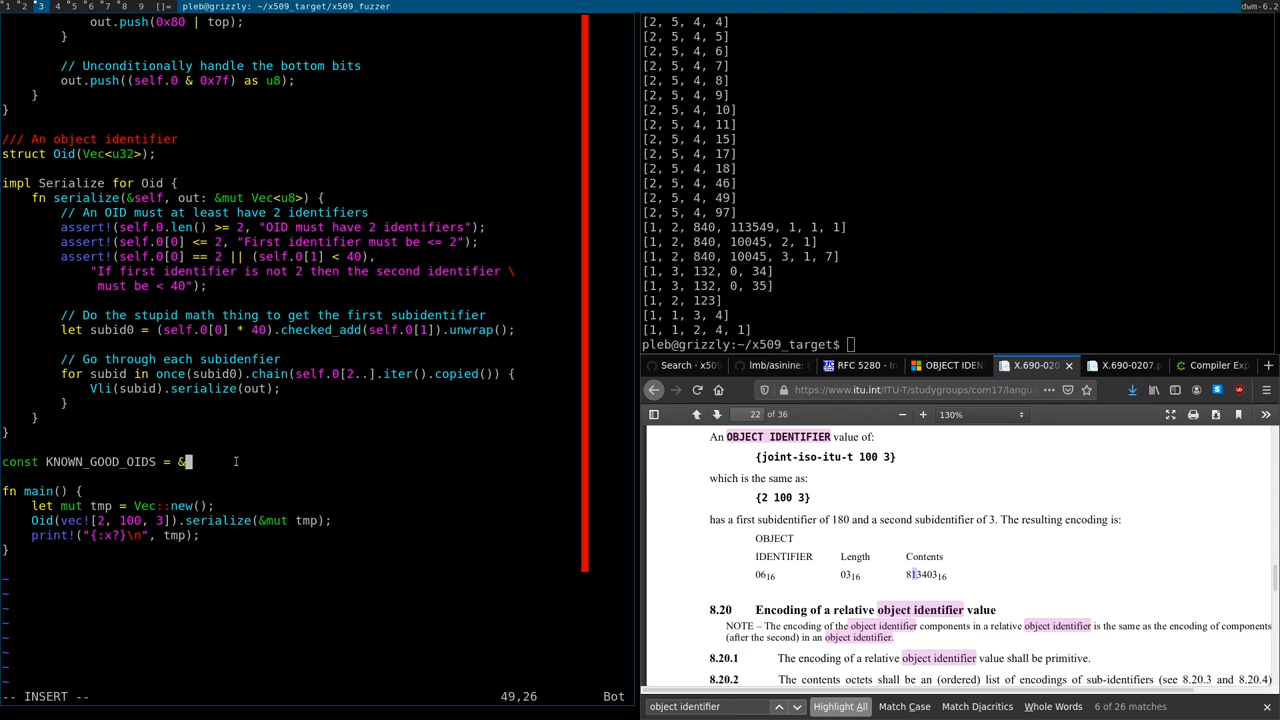 1 2 3 4 5 6 7 8 9 []= pleb@grizzly: ~/x509_target/x509_fuzzer dwm-6.2
            out.push(0x80 | top);
        }

        // Unconditionally handle the bottom bits
        out.push((self.0 & 0x7f) as u8);
    }
}

/// An object identifier
struct Oid(Vec<u32>);

impl Serialize for Oid {
    fn serialize(&self, out: &mut Vec<u8>) {
        // An OID must at least have 2 identifiers
        assert!(self.0.len() >= 2, "OID must have 2 identifiers");
        assert!(self.0[0] <= 2, "First identifier must be <= 2");
        assert!(self.0[0] == 2 || (self.0[1] < 40),
            "If first identifier is not 2 then the second identifier \
             must be < 40");

        // Do the stupid math thing to get the first subidentifier
        let subid0 = (self.0[0] * 40).checked_add(self.0[1]).unwrap();

        // Go through each subidenfier
        for subid in once(subid0).chain(self.0[2..].iter().copied()) {
            Vli(subid).serialize(out);
        }
    }
}

const KNOWN_GOOD_OIDS = &

fn main() {
    let mut tmp = Vec::new();
    Oid(vec![2, 100, 3]).serialize(&mut tmp);
    print!("{:x?}\n", tmp);
}
~
~
~
~
~
~
~
~
-- INSERT -- 49,26 Bot
[2, 5, 4, 4]
[2, 5, 4, 5]
[2, 5, 4, 6]
[2, 5, 4, 7]
[2, 5, 4, 8]
[2, 5, 4, 9]
[2, 5, 4, 10]
[2, 5, 4, 11]
[2, 5, 4, 15]
[2, 5, 4, 17]
[2, 5, 4, 18]
[2, 5, 4, 46]
[2, 5, 4, 49]
[2, 5, 4, 97]
[1, 2, 840, 113549, 1, 1, 1]
[1, 2, 840, 10045, 2, 1]
[1, 2, 840, 10045, 3, 1, 7]
[1, 3, 132, 0, 34]
[1, 3, 132, 0, 35]
[1, 2, 123]
[1, 1, 3, 4]
[1, 1, 2, 4, 1]
pleb@grizzly:~/x509_target$
Search · x509 lmb/asinine: RFC 5280 - I OBJECT IDEN X.690-020 X.690-0207.p Compiler Exp
https://www.itu.int/ITU-T/studygroups/com17/langu
22 of 36 130%
An OBJECT IDENTIFIER value of:
{joint-iso-itu-t 100 3}
which is the same as:
{2 100 3}
has a first subidentifier of 180 and a second subidentifier of 3. The resulting encoding is:
OBJECT
IDENTIFIER Length Contents
06₁₆ 03₁₆ 813403₁₆
8.20 Encoding of a relative object identifier value
NOTE – The encoding of the object identifier components in a relative object identifier is the same as the encoding of components
(after the second) in an object identifier.
8.20.1 The encoding of a relative object identifier value shall be primitive.
8.20.2 The contents octets shall be an (ordered) list of encodings of sub-identifiers (see 8.20.3 and 8.20.4)
object identifier Highlight All Match Case Match Diacritics Whole Words 6 of 26 matches